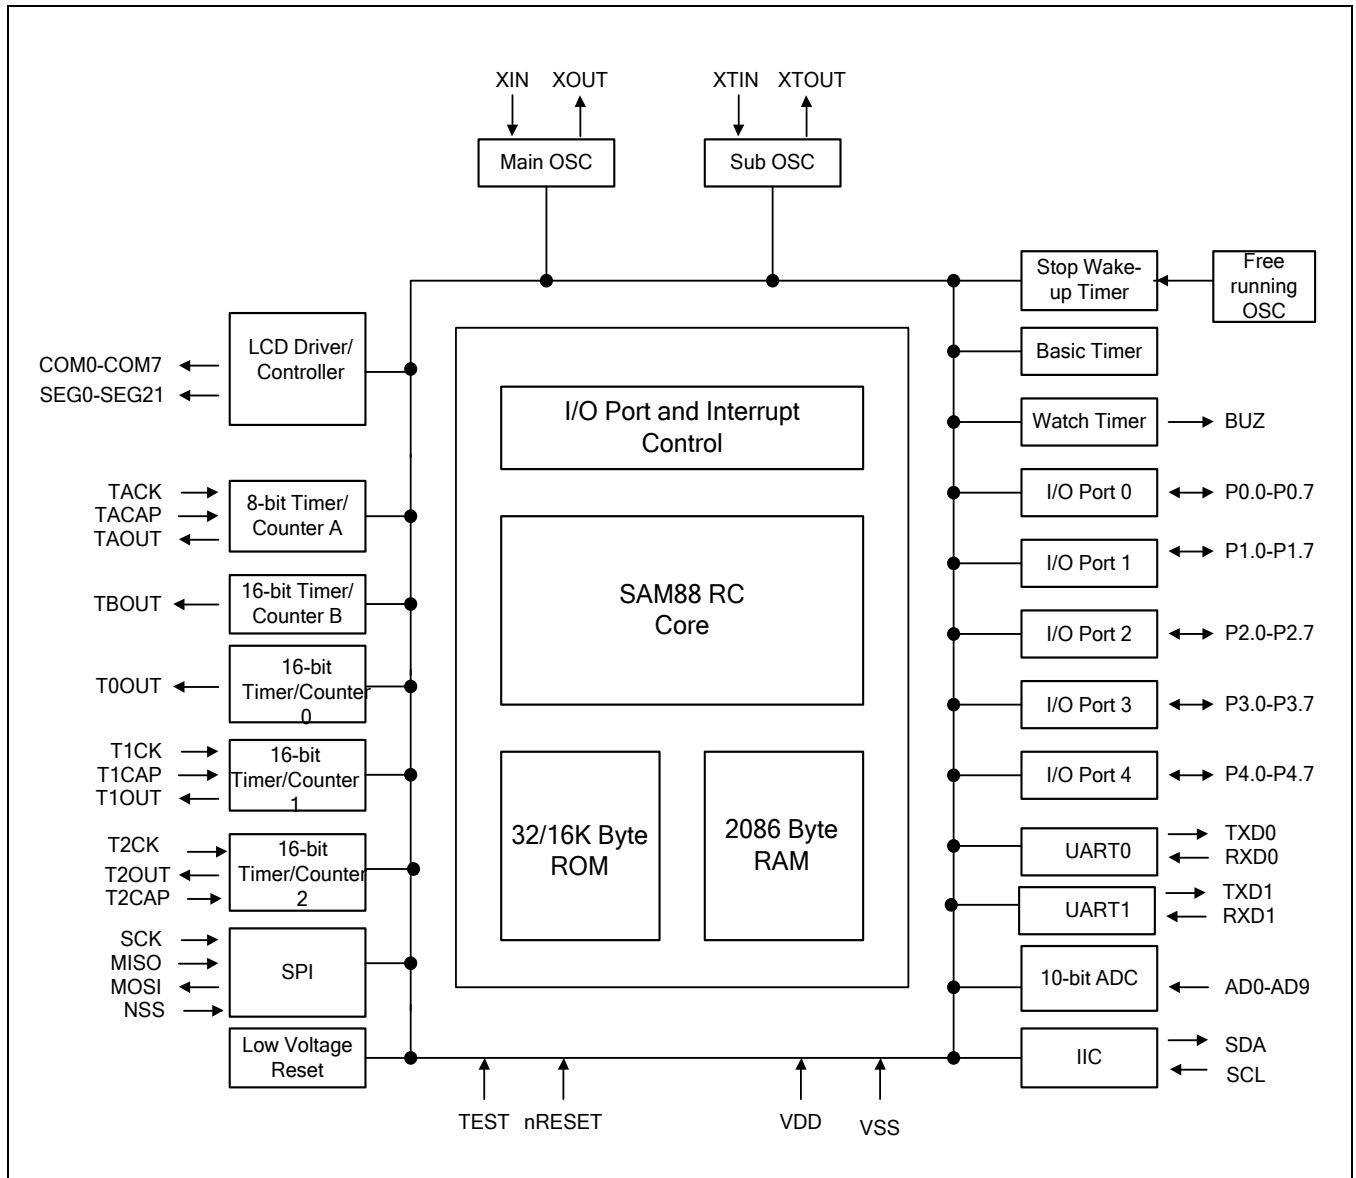 XIN XOUT
XTIN XTOUT
Main OSC
Sub OSC
Stop Wake-
up Timer
Free
running
OSC
LCD Driver/
Controller
COM0-COM7
SEG0-SEG21
Basic Timer
I/O Port and Interrupt
Control
Watch Timer
BUZ
TACK
TACAP
TAOUT
8-bit Timer/
Counter A
I/O Port 0
P0.0-P0.7
I/O Port 1
P1.0-P1.7
SAM88 RC
Core
TBOUT
16-bit Timer/
Counter B
I/O Port 2
P2.0-P2.7
T0OUT
16-bit
Timer/Counter
0
I/O Port 3
P3.0-P3.7
T1CK
T1CAP
T1OUT
16-bit
Timer/Counter
1
I/O Port 4
P4.0-P4.7
32/16K Byte
ROM
2086 Byte
RAM
T2CK
T2OUT
T2CAP
16-bit
Timer/Counter
2
UART0
TXD0
RXD0
UART1
TXD1
RXD1
SCK
MISO
MOSI
NSS
SPI
10-bit ADC
AD0-AD9
Low Voltage
Reset
IIC
SDA
SCL
TEST nRESET
VDD
VSS